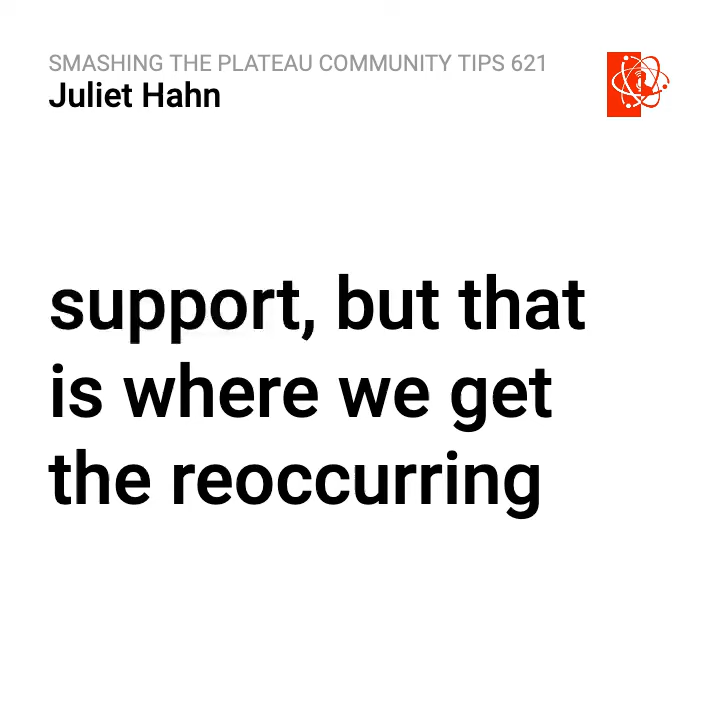 SMASHING THE PLATEAU COMMUNITY TIPS 621
Juliet Hahn
support, but that
is where we get
the reoccurring